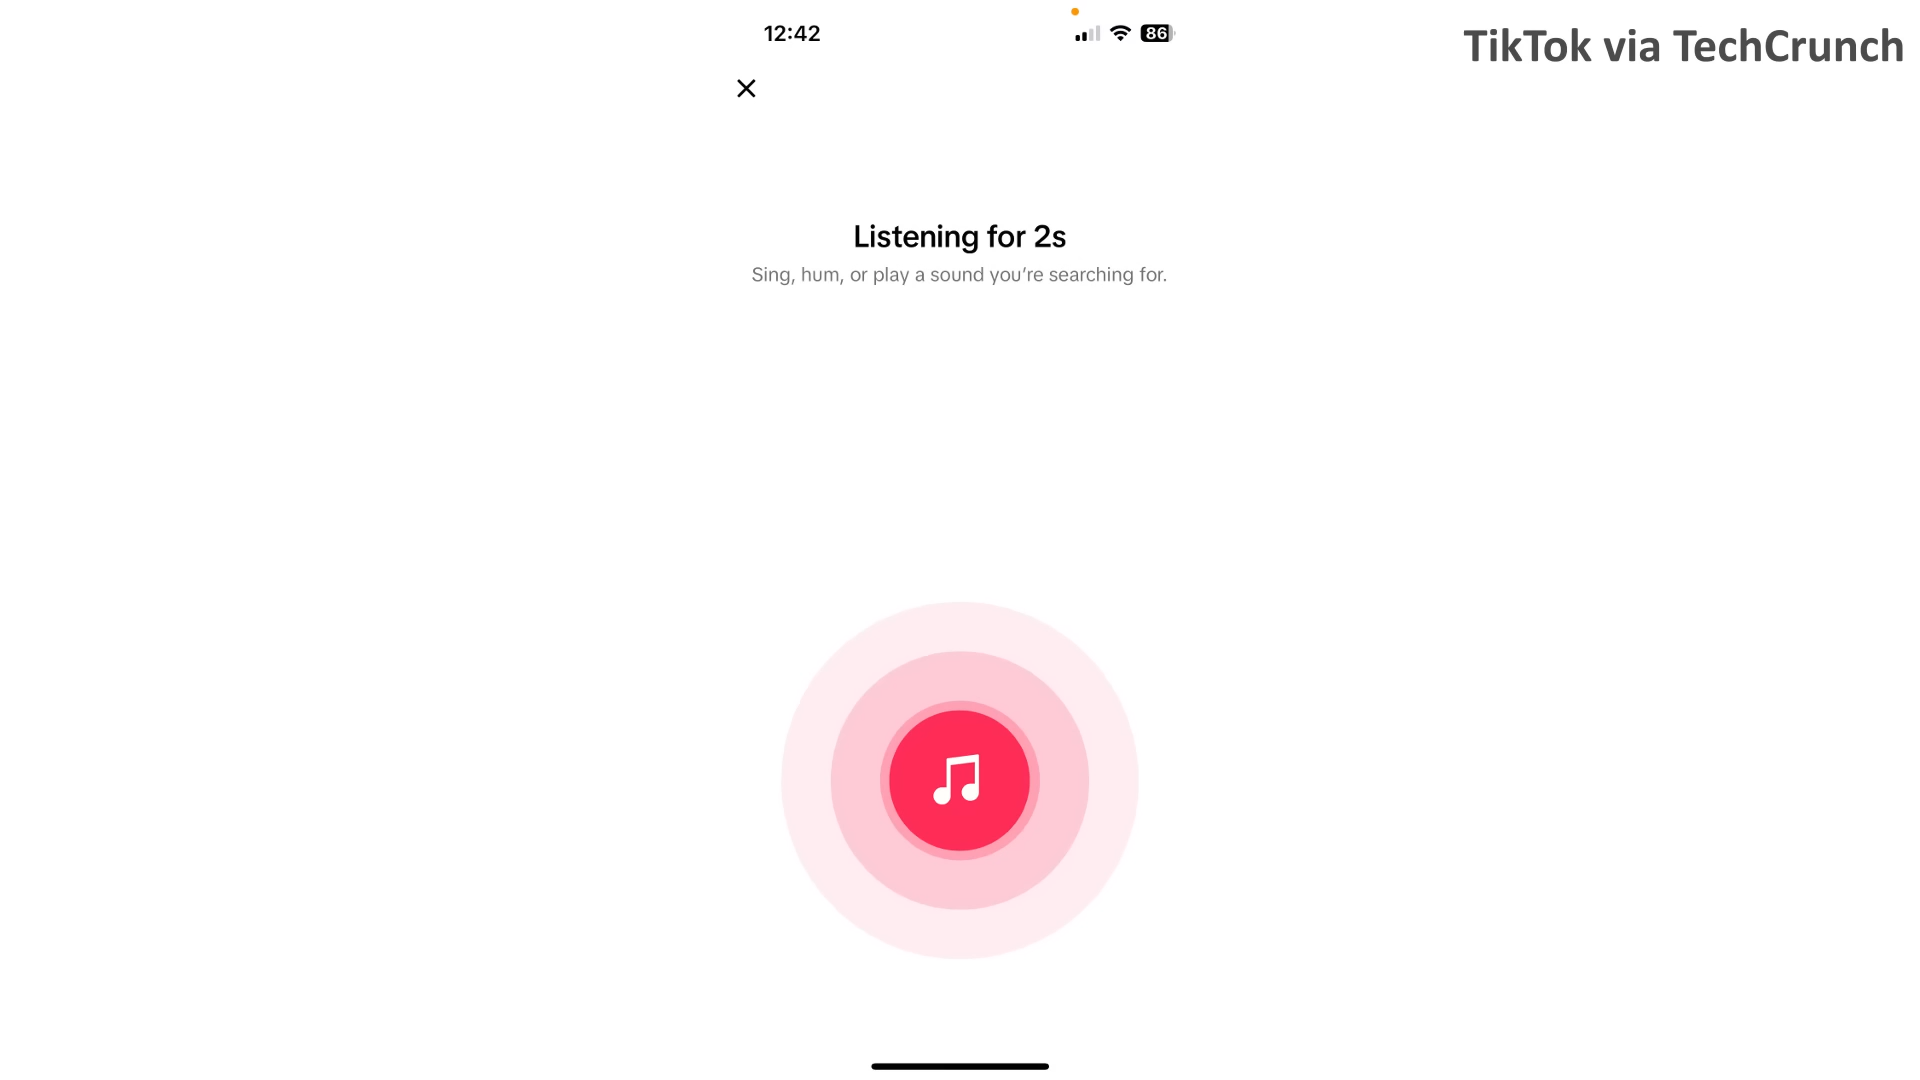 12:42
86
TikTok via TechCrunch
Listening for 2s
Sing, hum, or play a sound you’re searching for.